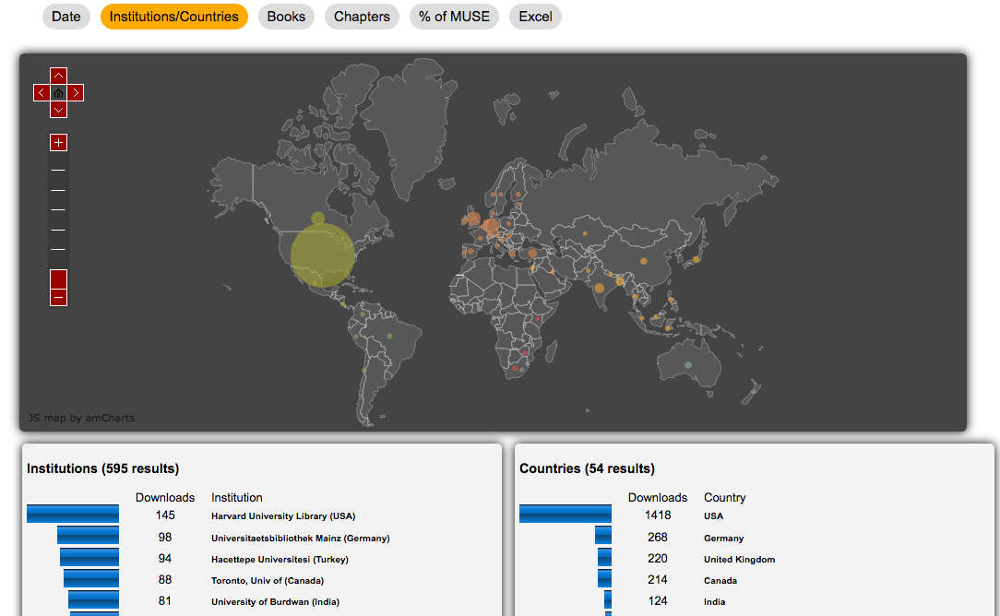 Date Institutions/Countries Books Chapters % of MUSE Excel
JS map by amCharts
Institutions (595 results)
Downloads Institution
145 Harvard University Library (USA)
98 Universitaetsbibliothek Mainz (Germany)
94 Hacettepe Universitesi (Turkey)
88 Toronto, Univ of (Canada)
81 University of Burdwan (India)
Countries (54 results)
Downloads Country
1418 USA
268 Germany
220 United Kingdom
214 Canada
124 India